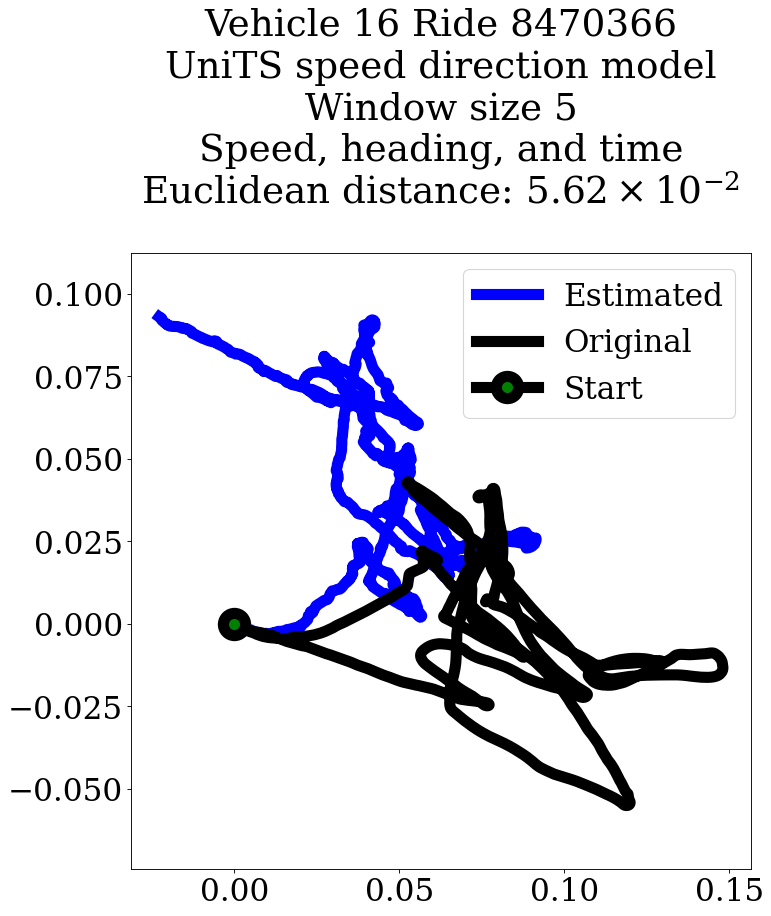 Vehicle 16 Ride 8470366
UniTS speed direction model
Window size 5
Speed, heading, and time
Euclidean distance: 5.62 × 10⁻²
Estimated
Original
Start
0.100
0.075
0.050
0.025
0.000
−0.025
−0.050
0.00 0.05 0.10 0.15